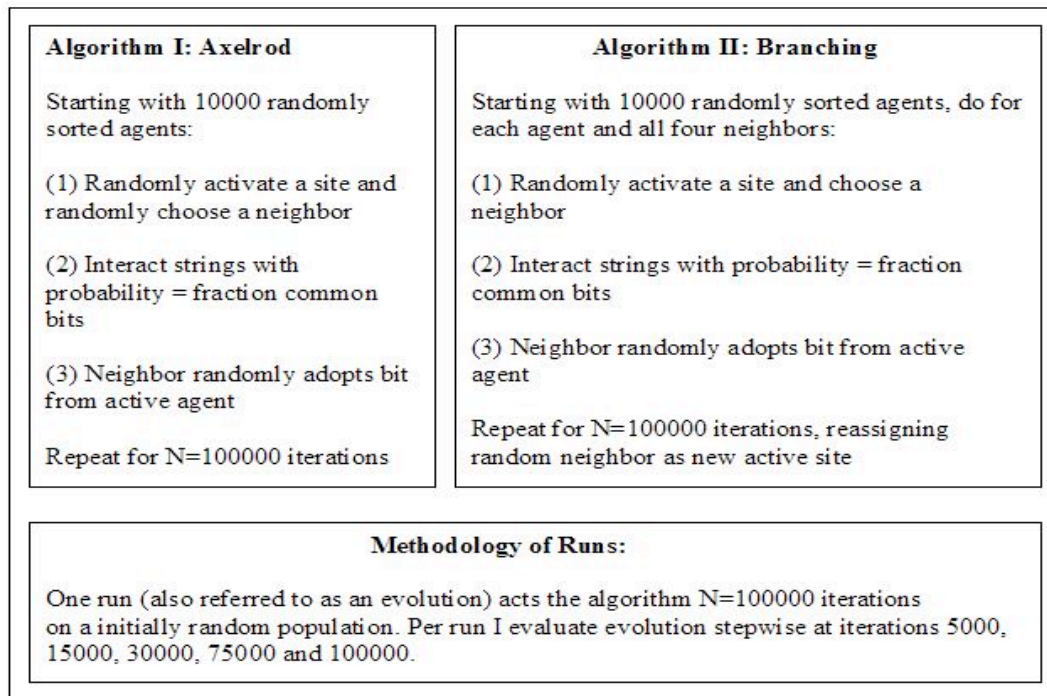 Algorithm I: Axelrod
Starting with 10000 randomly
sorted agents:
(1) Randomly activate a site and
randomly choose a neighbor
(2) Interact strings with
probability = fraction common
bits
(3) Neighbor randomly adopts bit
from active agent
Repeat for N=100000 iterations
Algorithm II: Branching
Starting with 10000 randomly sorted agents, do for
each agent and all four neighbors:
(1) Randomly activate a site and choose a
neighbor
(2) Interact strings with probability = fraction
common bits
(3) Neighbor randomly adopts bit from active
agent
Repeat for N=100000 iterations, reassigning
random neighbor as new active site
Methodology of Runs:
One run (also referred to as an evolution) acts the algorithm N=100000 iterations
on a initially random population. Per run I evaluate evolution stepwise at iterations 5000,
15000, 30000, 75000 and 100000.